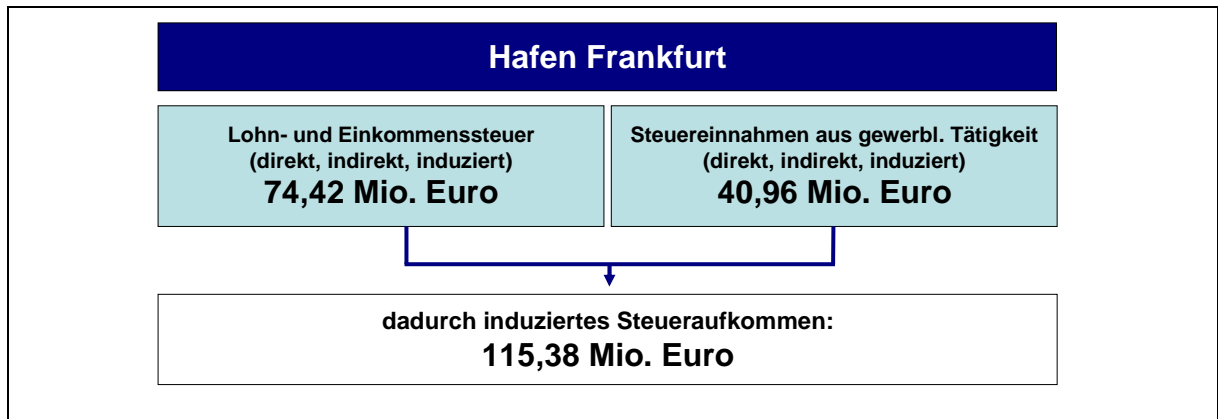 Hafen Frankfurt
Lohn- und Einkommenssteuer
(direkt, indirekt, induziert)
74,42 Mio. Euro
Steuereinnahmen aus gewerbl. Tätigkeit
(direkt, indirekt, induziert)
40,96 Mio. Euro
dadurch induziertes Steueraufkommen:
115,38 Mio. Euro